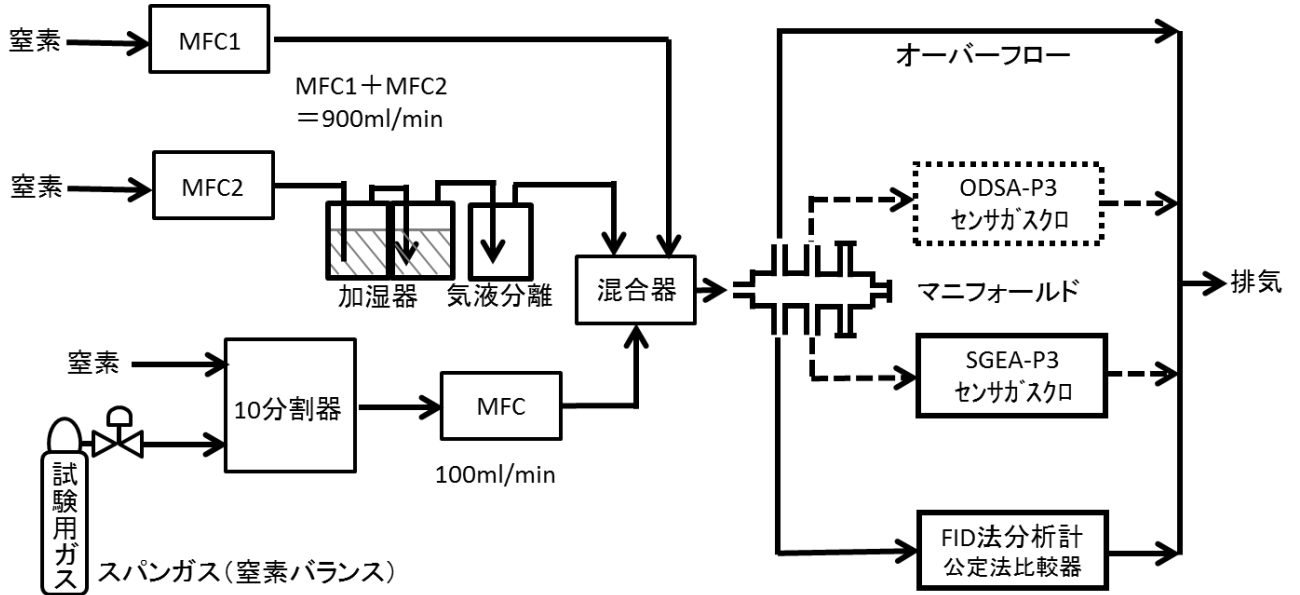 窒素
MFC1
MFC1＋MFC2
＝900ml/min
オーバーフロー
窒素
MFC2
ODSA-P3
センサガスクロ
加湿器
気液分離
混合器
マニフォールド
排気
窒素
10分割器
MFC
100ml/min
SGEA-P3
センサガスクロ
試験用ガス
スパンガス（窒素バランス）
FID法分析計
公定法比較器